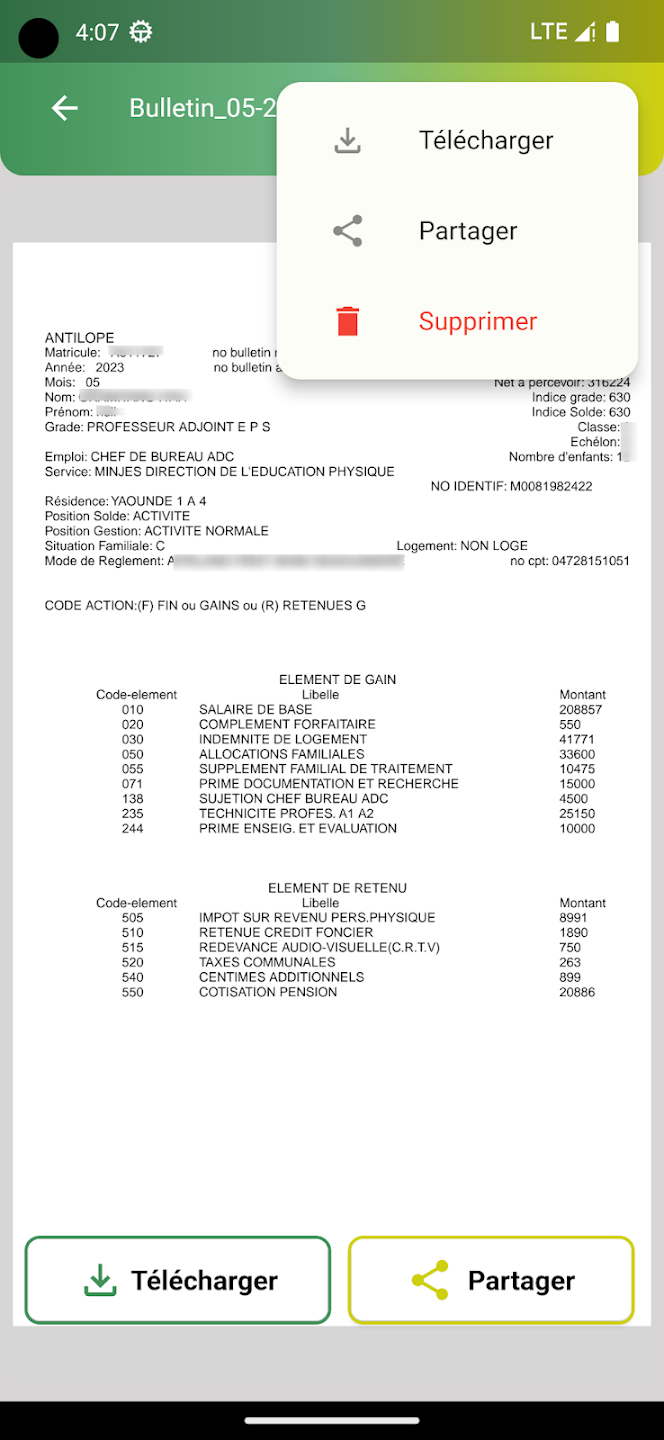 4:07 LTE
Bulletin_05-2
Télécharger
Partager
Supprimer
ANTILOPE
Matricule: no bulletin
Année: 2023 no bulletin
Mois: 05 Net à percevoir: 316224
Nom: Indice grade: 630
Prénom: Indice Solde: 630
Grade: PROFESSEUR ADJOINT E P S Classe:
Echélon:
Emploi: CHEF DE BUREAU ADC Nombre d'enfants: 1
Service: MINJES DIRECTION DE L'EDUCATION PHYSIQUE
NO IDENTIF: M0081982422
Résidence: YAOUNDE 1 A 4
Position Solde: ACTIVITE
Position Gestion: ACTIVITE NORMALE
Situation Familiale: C Logement: NON LOGE
Mode de Reglement: A no cpt: 04728151051
CODE ACTION:(F) FIN ou GAINS ou (R) RETENUES G
ELEMENT DE GAIN
Code-element Libelle Montant
010 SALAIRE DE BASE 208857
020 COMPLEMENT FORFAITAIRE 550
030 INDEMNITE DE LOGEMENT 41771
050 ALLOCATIONS FAMILIALES 33600
055 SUPPLEMENT FAMILIAL DE TRAITEMENT 10475
071 PRIME DOCUMENTATION ET RECHERCHE 15000
138 SUJETION CHEF BUREAU ADC 4500
235 TECHNICITE PROFES. A1 A2 25150
244 PRIME ENSEIG. ET EVALUATION 10000
ELEMENT DE RETENU
Code-element Libelle Montant
505 IMPOT SUR REVENU PERS.PHYSIQUE 8991
510 RETENUE CREDIT FONCIER 1890
515 REDEVANCE AUDIO-VISUELLE(C.R.T.V) 750
520 TAXES COMMUNALES 263
540 CENTIMES ADDITIONNELS 899
550 COTISATION PENSION 20886
Télécharger
Partager